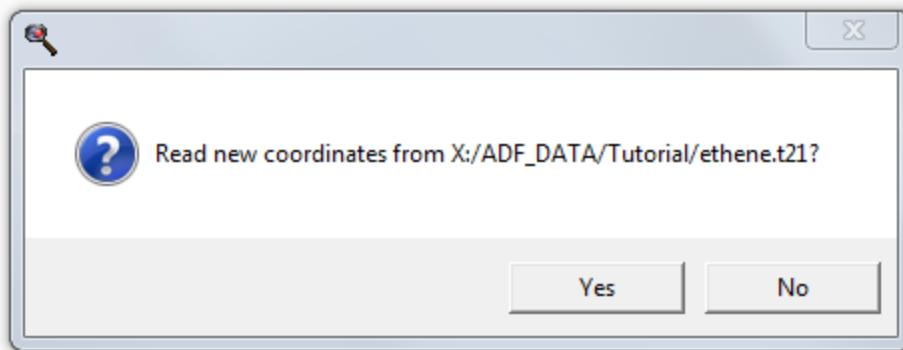 Read new coordinates from X:/ADF_DATA/Tutorial/ethene.t21?
Yes No